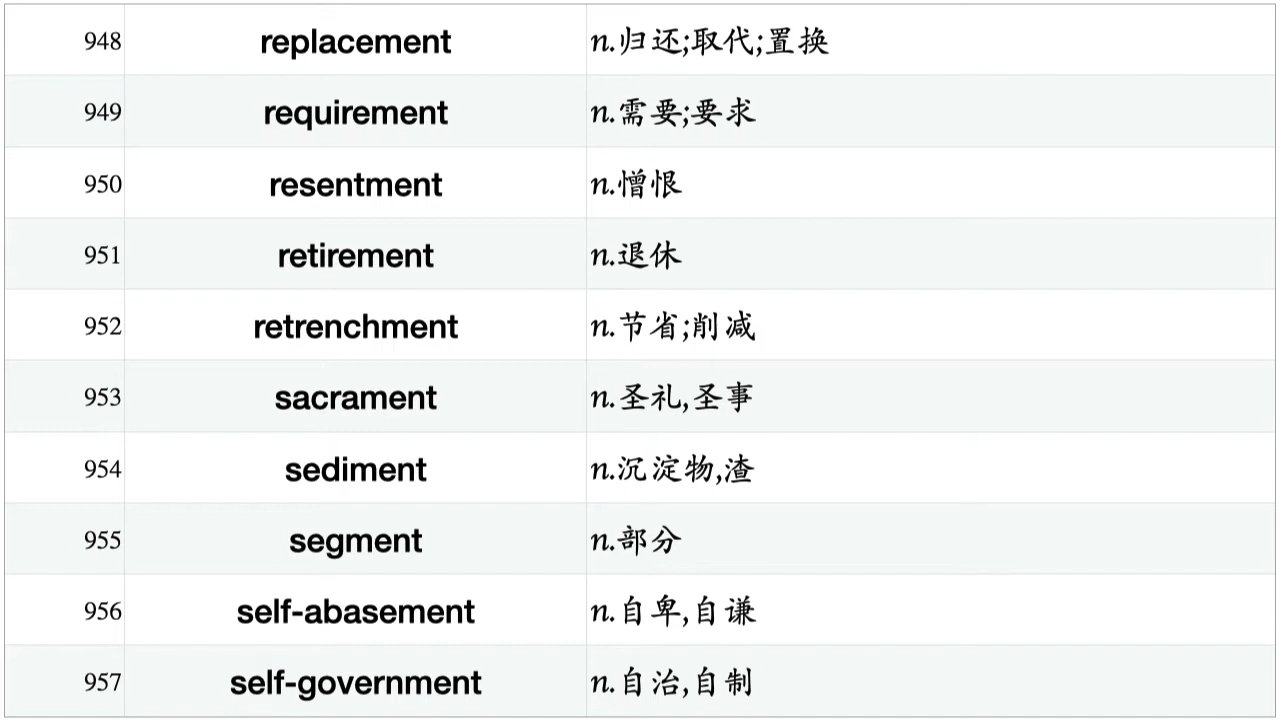 948 replacement n.归还;取代;置换
949 requirement n.需要;要求
950 resentment n.憎恨
951 retirement n.退休
952 retrenchment n.节省;削减
953 sacrament n.圣礼,圣事
954 sediment n.沉淀物,渣
955 segment n.部分
956 self-abasement n.自卑,自谦
957 self-government n.自治,自制